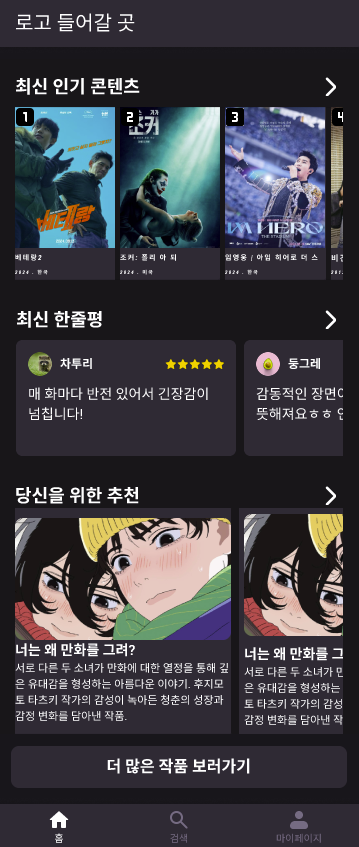 로고 들어갈 곳
최신 인기 콘텐츠
1
2
3
4
조커
베테랑
IM HERO
THE STADIUM
베테랑2
조커: 폴리 아 되
임영웅 / 아임 히어로 더 스
2024 . 한국
2024 . 미국
2024 . 한국
최신 한줄평
차투리
★★★★★
둥그레
매 화마다 반전 있어서 긴장감이
넘칩니다!
감동적인 장면이
뜻해져요ㅎㅎ
당신을 위한 추천
너는 왜 만화를 그려?
서로 다른 두 소녀가 만화에 대한 열정을 통해 깊
은 유대감을 형성하는 아름다운 이야기. 후지모
토 타츠키 작가의 감성이 녹아든 청춘의 성장과
감정 변화를 담아낸 작품.
너는 왜 만화를 그
서로 다른 두 소녀가
은 유대감을 형성하는
토 타츠키 작가의 감성
감정 변화를 담아낸 작
더 많은 작품 보러가기
홈
검색
마이페이지